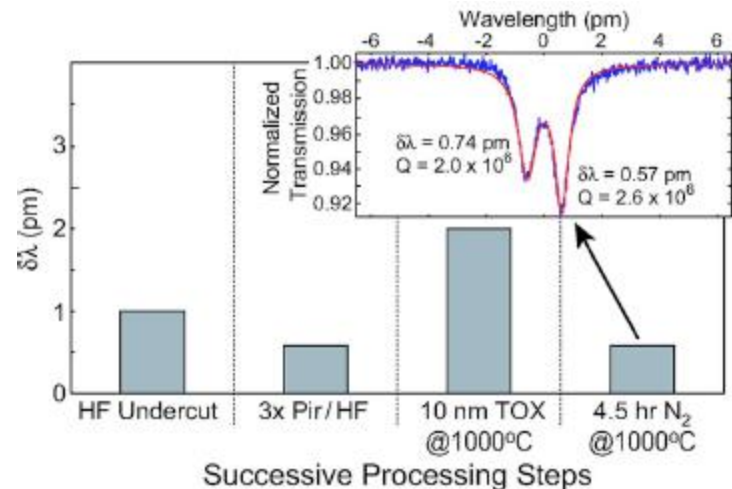 Wavelength (pm)
-6 -4 -2 0 2 4 6
1.00
0.98
0.96
0.94
0.92
Normalized
Transmission
δλ = 0.74 pm
Q = 2.0 x 10⁶
δλ = 0.57 pm
Q = 2.6 x 10⁶
3
2
1
0
δλ (pm)
HF Undercut
3x Pir/HF
10 nm TOX
@1000°C
4.5 hr N₂
@1000°C
Successive Processing Steps